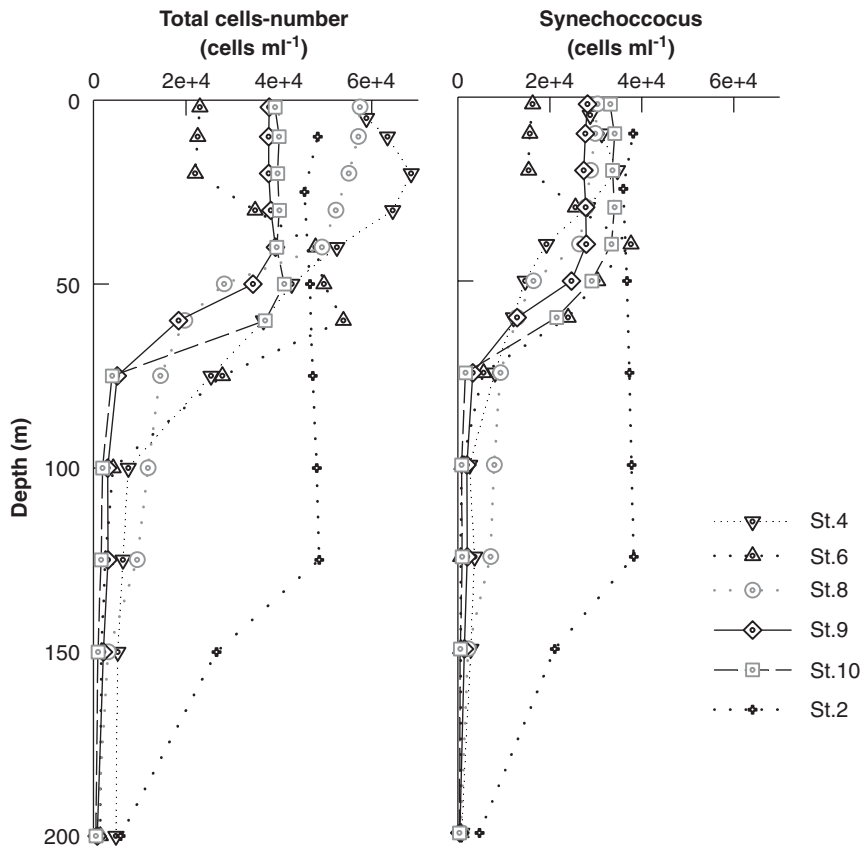 Total cells-number
(cells ml-1)
Synechoccocus
(cells ml-1)
0 2e+4 4e+4 6e+4
0 2e+4 4e+4 6e+4
0
50
100
150
200
Depth (m)
St.4
St.6
St.8
St.9
St.10
St.2